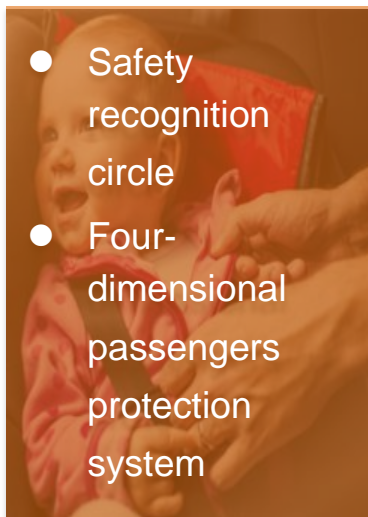 ● Safety
recognition
circle
● Four-
dimensional
passengers
protection
system